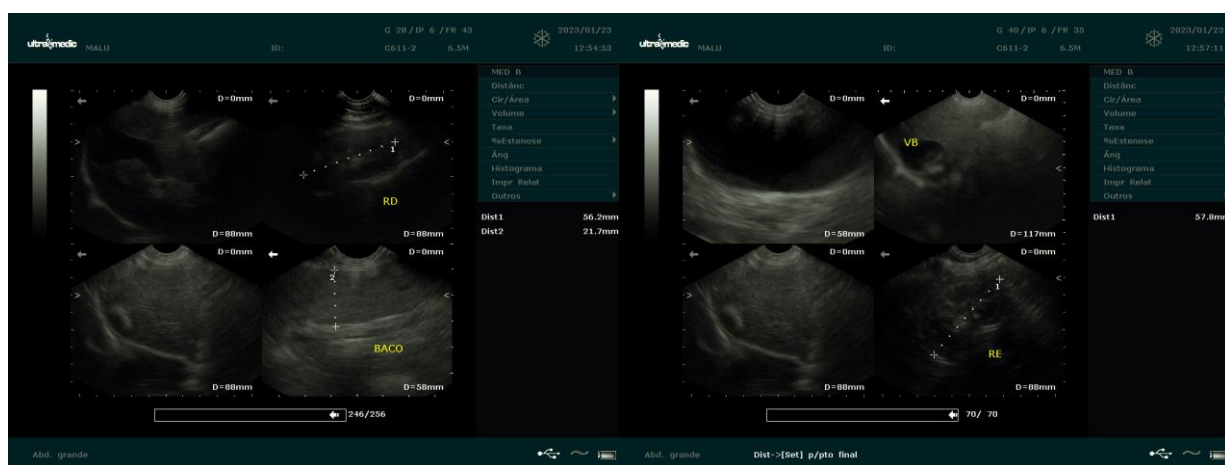 ultramedic MALU ID: G 28/IP 6 /FR 43 C611-2 6.5M 2023/01/23 12:54:53
D=0mm D=0mm
1
RD
D=88mm D=88mm
D=0mm D=0mm
2
BACO
D=88mm D=58mm
246/256
MED B
Distânc
Cir/Área
Volume
Taxa
%Estenose
Âng
Histograma
Impr Relat
Outros
Dist1 56.2mm
Dist2 21.7mm
Abd. grande
ultramedic MALU ID: G 40/IP 6 /FR 35 C611-2 6.5M 2023/01/23 12:57:11
D=0mm D=0mm
VB
D=58mm D=117mm
D=0mm D=0mm
1
RE
D=88mm D=88mm
70/ 70
MED B
Distânc
Cir/Área
Volume
Taxa
%Estenose
Âng
Histograma
Impr Relat
Outros
Dist1 57.8mm
Abd. grande Dist->[Set] p/pto final